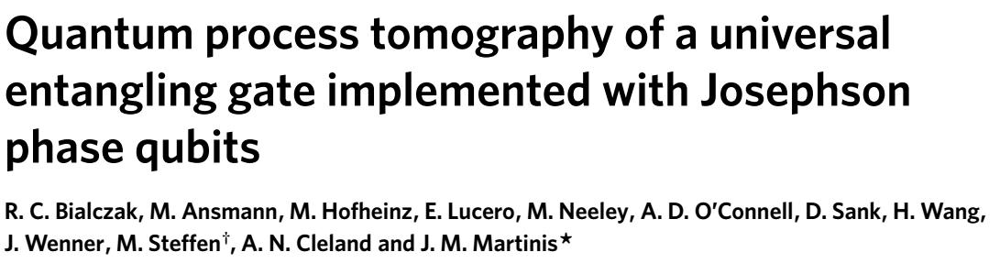 Quantum process tomography of a universal
entangling gate implemented with Josephson
phase qubits
R. C. Bialczak, M. Ansmann, M. Hofheinz, E. Lucero, M. Neeley, A. D. O’Connell, D. Sank, H. Wang,
J. Wenner, M. Steffen†, A. N. Cleland and J. M. Martinis★